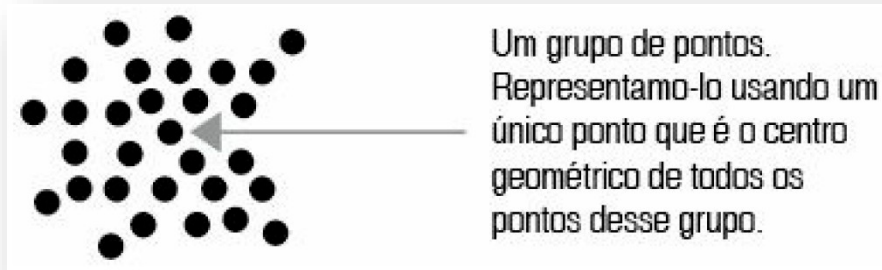 Um grupo de pontos.
Representamo-lo usando um
único ponto que é o centro
geométrico de todos os
pontos desse grupo.